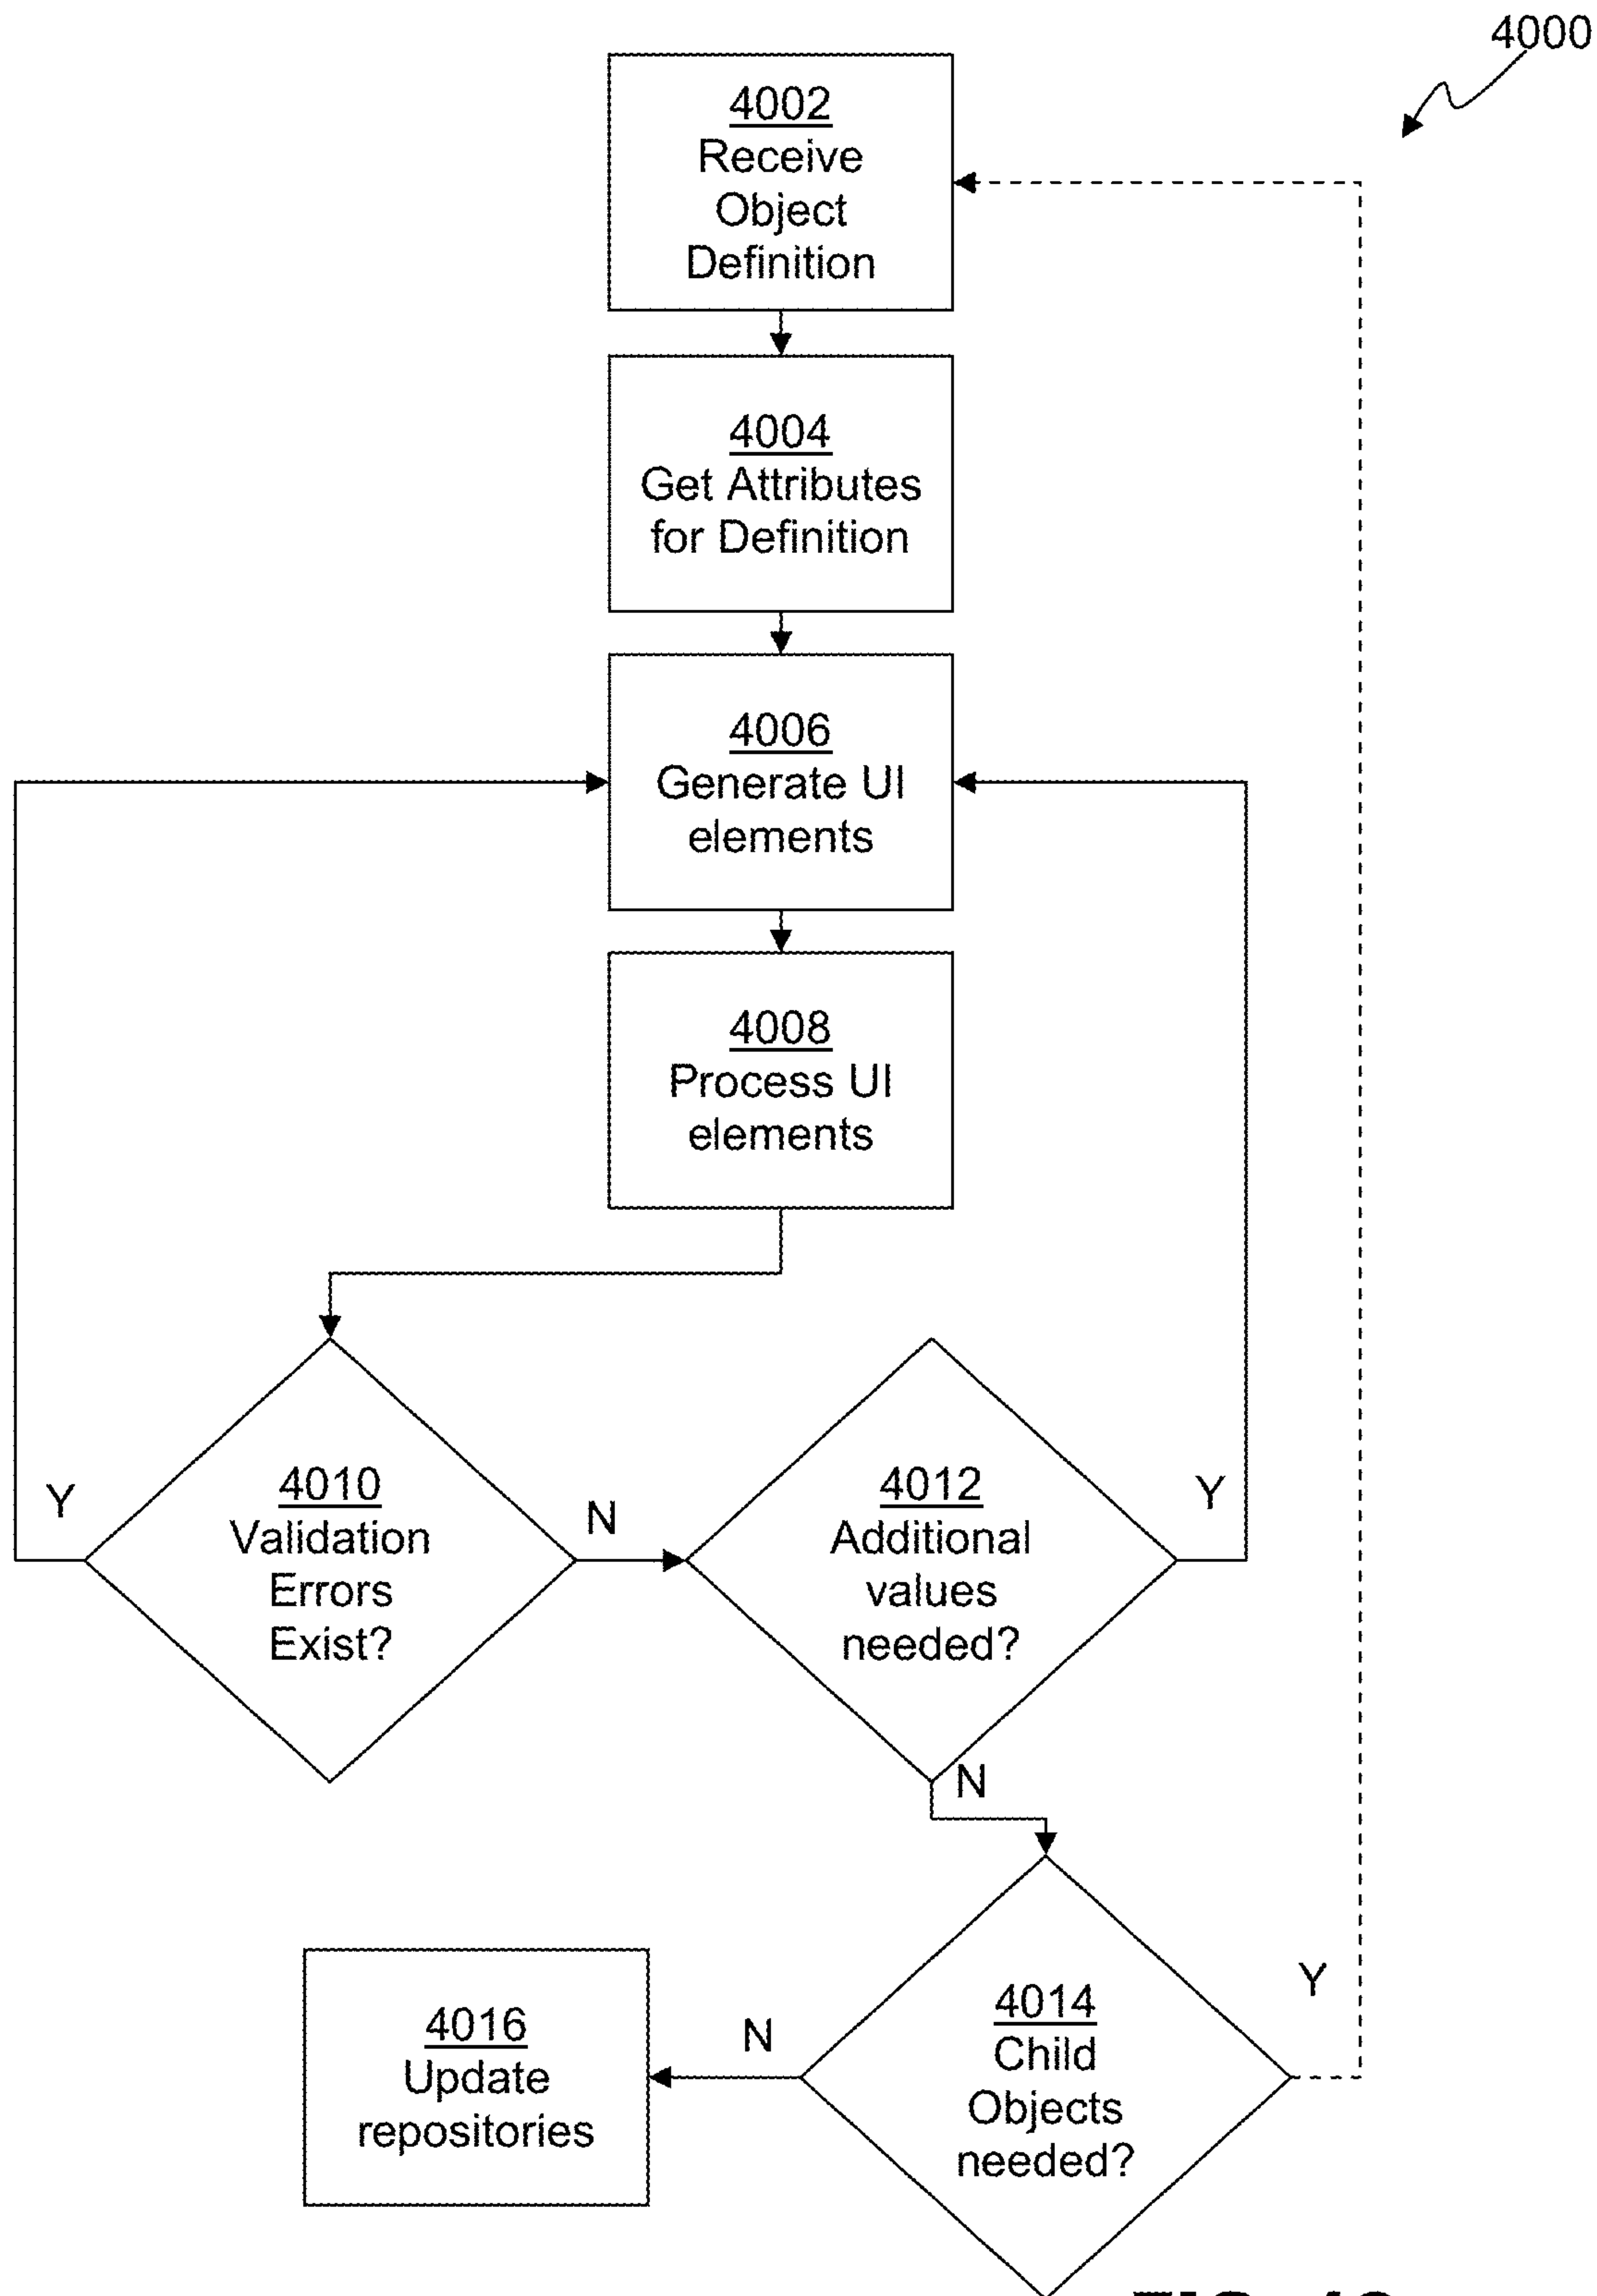 4000
4002
Receive
Object
Definition
4004
Get Attributes
for Definition
4006
Generate UI
elements
4008
Process UI
elements
Y
4010
Validation
Errors
Exist?
N
4012
Additional
values
needed?
Y
N
4014
Child
Objects
needed?
Y
N
4016
Update
repositories